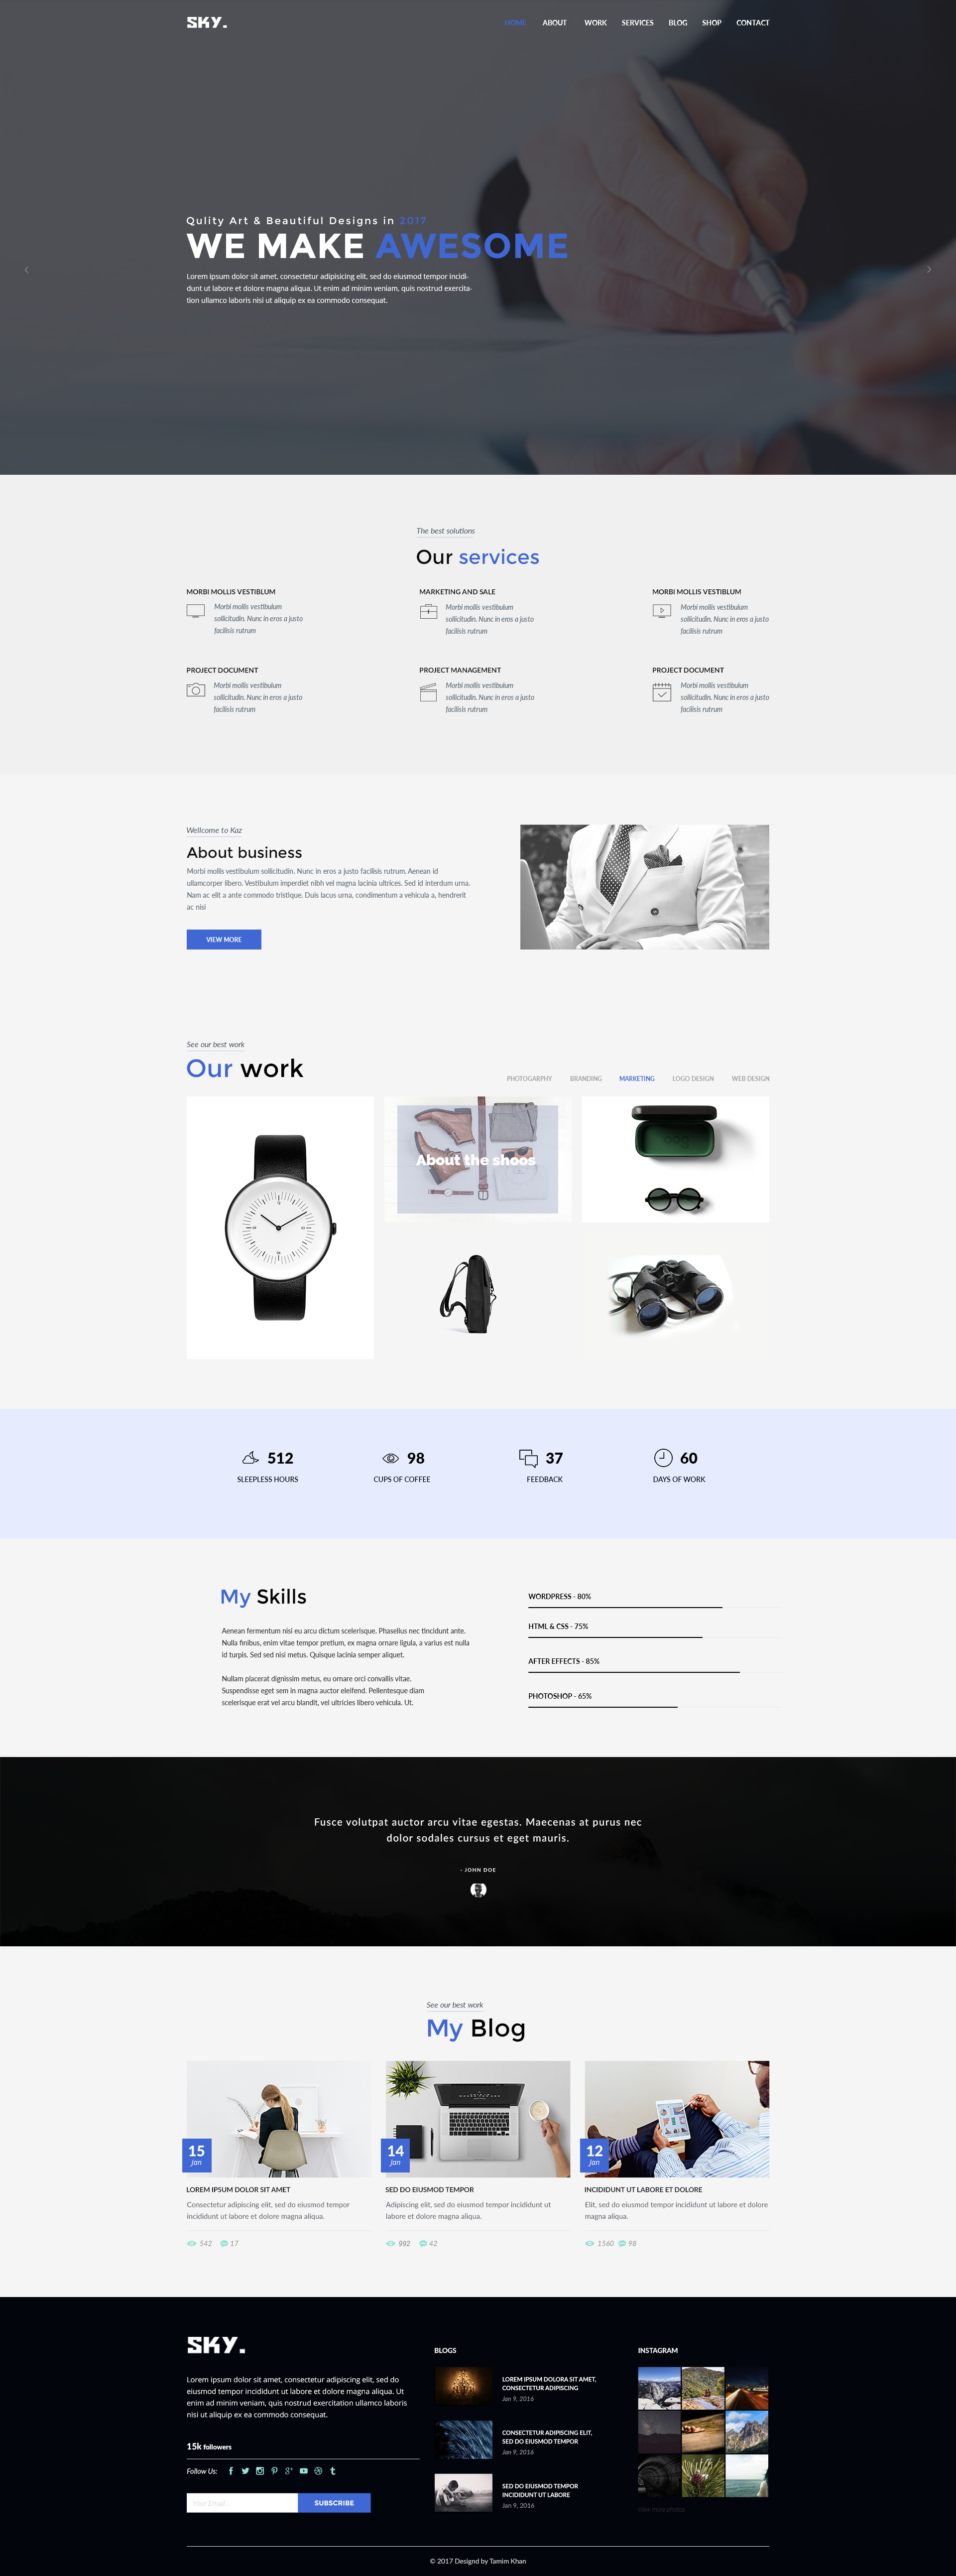 SKY.
HOME ABOUT WORK SERVICES BLOG SHOP CONTACT
Qulity Art & Beautiful Designs in 2017
WE MAKE AWESOME
Lorem ipsum dolor sit amet, consectetur adipisicing elit, sed do eiusmod tempor incidi-
dunt ut labore et dolore magna aliqua. Ut enim ad minim veniam, quis nostrud exercita-
tion ullamco laboris nisi ut aliquip ex ea commodo consequat.
The best solutions
Our services
MORBI MOLLIS VESTIBLUM
Morbi mollis vestibulum
sollicitudin. Nunc in eros a justo
facilisis rutrum
MARKETING AND SALE
Morbi mollis vestibulum
sollicitudin. Nunc in eros a justo
facilisis rutrum
MORBI MOLLIS VESTIBLUM
Morbi mollis vestibulum
sollicitudin. Nunc in eros a justo
facilisis rutrum
PROJECT DOCUMENT
Morbi mollis vestibulum
sollicitudin. Nunc in eros a justo
facilisis rutrum
PROJECT MANAGEMENT
Morbi mollis vestibulum
sollicitudin. Nunc in eros a justo
facilisis rutrum
PROJECT DOCUMENT
Morbi mollis vestibulum
sollicitudin. Nunc in eros a justo
facilisis rutrum
Wellcome to Kaz
About business
Morbi mollis vestibulum sollicitudin. Nunc in eros a justo facilisis rutrum. Aenean id
ullamcorper libero. Vestibulum imperdiet nibh vel magna lacinia ultrices. Sed id interdum urna.
Nam ac elit a ante commodo tristique. Duis lacus urna, condimentum a vehicula a, hendrerit
ac nisi
VIEW MORE
See our best work
Our work
PHOTOGARPHY BRANDING MARKETING LOGO DESIGN WEB DESIGN
About the shoos
512
SLEEPLESS HOURS
98
CUPS OF COFFEE
37
FEEDBACK
60
DAYS OF WORK
My Skills
Aenean fermentum nisi eu arcu dictum scelerisque. Phasellus nec tincidunt ante.
Nulla finibus, enim vitae tempor pretium, ex magna ornare ligula, a varius est nulla
id turpis. Sed sed nisi metus. Quisque lacinia semper aliquet.
Nullam placerat dignissim metus, eu ornare orci convallis vitae.
Suspendisse eget sem in magna auctor eleifend. Pellentesque diam
scelerisque erat vel arcu blandit, vel ultricies libero vehicula. Ut.
WORDPRESS - 80%
HTML & CSS - 75%
AFTER EFFECTS - 85%
PHOTOSHOP - 65%
Fusce volutpat auctor arcu vitae egestas. Maecenas at purus nec
dolor sodales cursus et eget mauris.
- JOHN DOE
See our best work
My Blog
15
Jan
LOREM IPSUM DOLOR SIT AMET
Consectetur adipiscing elit, sed do eiusmod tempor
incididunt ut labore et dolore magna aliqua.
542 17
14
Jan
SED DO EIUSMOD TEMPOR
Adipiscing elit, sed do eiusmod tempor incididunt ut
labore et dolore magna aliqua.
992 42
12
Jan
INCIDIDUNT UT LABORE ET DOLORE
Elit, sed do eiusmod tempor incididunt ut labore et dolore
magna aliqua.
1560 98
SKY.
Lorem ipsum dolor sit amet, consectetur adipiscing elit, sed do
eiusmod tempor incididunt ut labore et dolore magna aliqua. Ut
enim ad minim veniam, quis nostrud exercitation ullamco laboris
nisi ut aliquip ex ea commodo consequat.
15k followers
Follow Us:
Your Email...
SUBSCRIBE
BLOGS
LOREM IPSUM DOLORA SIT AMET,
CONSECTETUR ADIPISCING
Jan 9, 2016
CONSECTETUR ADIPISCING ELIT,
SED DO EIUSMOD TEMPOR
Jan 9, 2016
SED DO EIUSMOD TEMPOR
INCIDIDUNT UT LABORE
Jan 9, 2016
INSTAGRAM
View more photos
© 2017 Designd by Tamim Khan